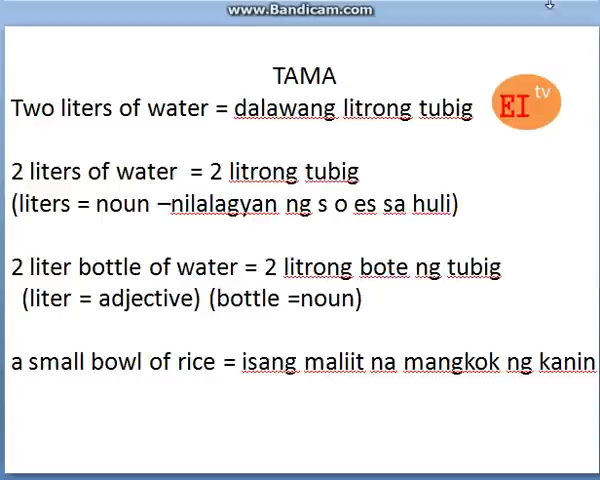 www.Bandicam.com
TAMA
Two liters of water = dalawang litrong tubig
EI tv
2 liters of water = 2 litrong tubig
(liters = noun –nilalagyan ng s o es sa huli)
2 liter bottle of water = 2 litrong bote ng tubig
(liter = adjective) (bottle =noun)
a small bowl of rice = isang maliit na mangkok ng kanin